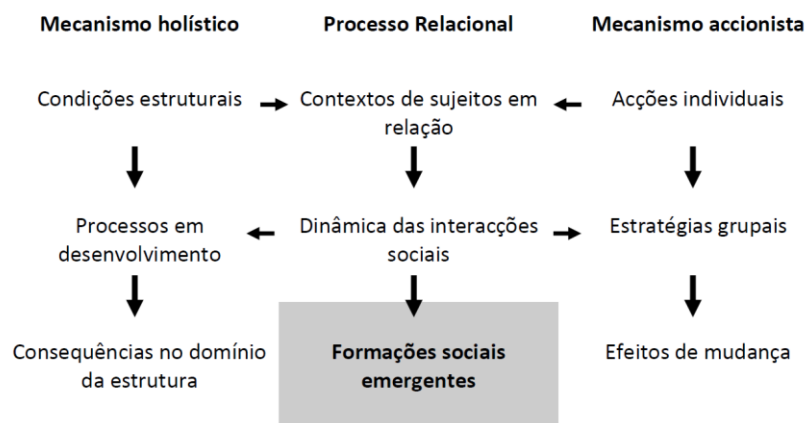 Mecanismo holístico Processo Relacional Mecanismo accionista
Condições estruturais Contextos de sujeitos em Acções individuais
relação
Processos em Dinâmica das interacções Estratégias grupais
desenvolvimento sociais
Consequências no domínio Formações sociais Efeitos de mudança
da estrutura emergentes